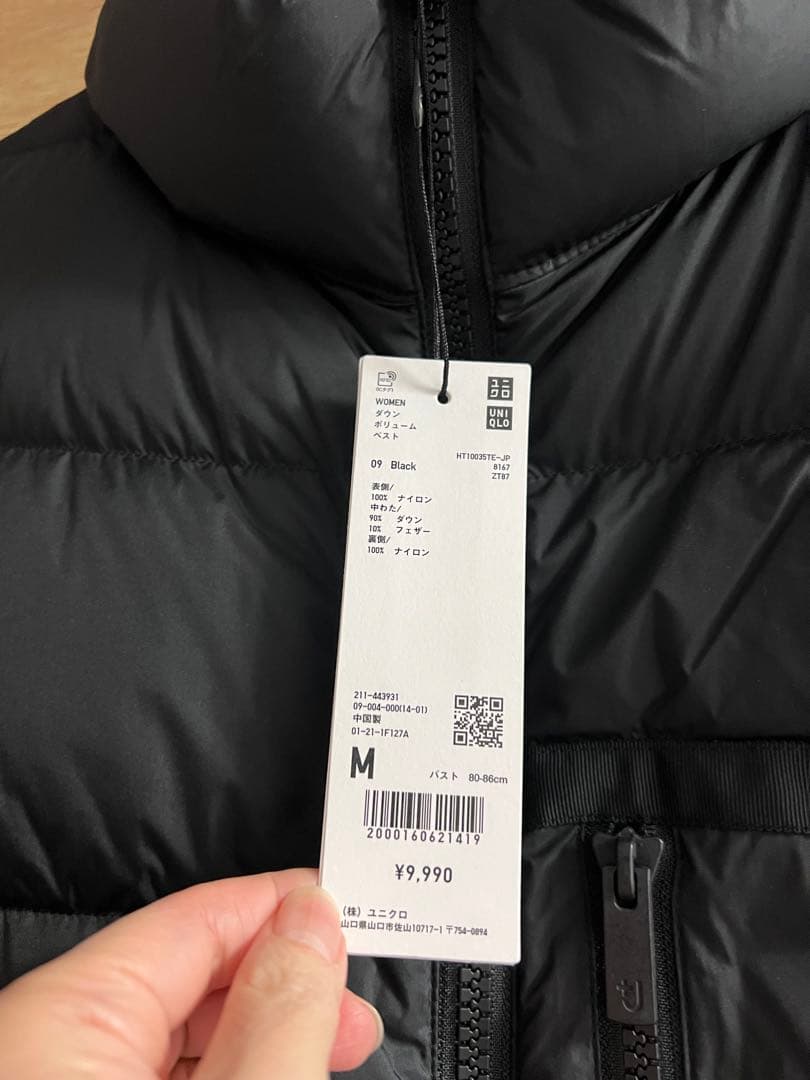 ユニ
クロ
UNI
QLO
WOMEN
ダウン
ボリューム
ベスト
09 Black
HT10035TE-JP
8167
ZT87
表側/
100% ナイロン
中わた/
90% ダウン
10% フェザー
裏側/
100% ナイロン
211-443931
09-004-000(14-01)
中国製
01-21-1F127A
M
バスト 80-86cm
2000160621419
¥9,990
(株) ユニクロ
山口県山口市佐山10717-1 〒754-0894